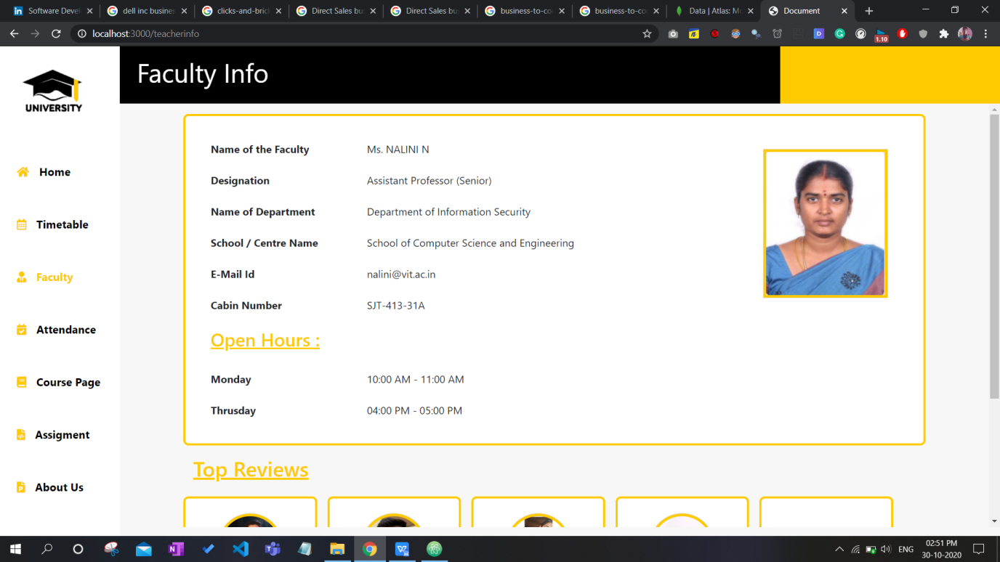 Software Devel
dell inc busines
clicks-and-brick
Direct Sales bu
Direct Sales bu
business-to-co
business-to-co
Data | Atlas: Mo
Document
localhost:3000/teacherinfo
1.10
UNIVERSITY
Home
Timetable
Faculty
Attendance
Course Page
Assigment
About Us
Faculty Info
Name of the Faculty Ms. NALINI N
Designation Assistant Professor (Senior)
Name of Department Department of Information Security
School / Centre Name School of Computer Science and Engineering
E-Mail Id nalini@vit.ac.in
Cabin Number SJT-413-31A
Open Hours :
Monday 10:00 AM - 11:00 AM
Thrusday 04:00 PM - 05:00 PM
Top Reviews
ENG
02:51 PM
30-10-2020